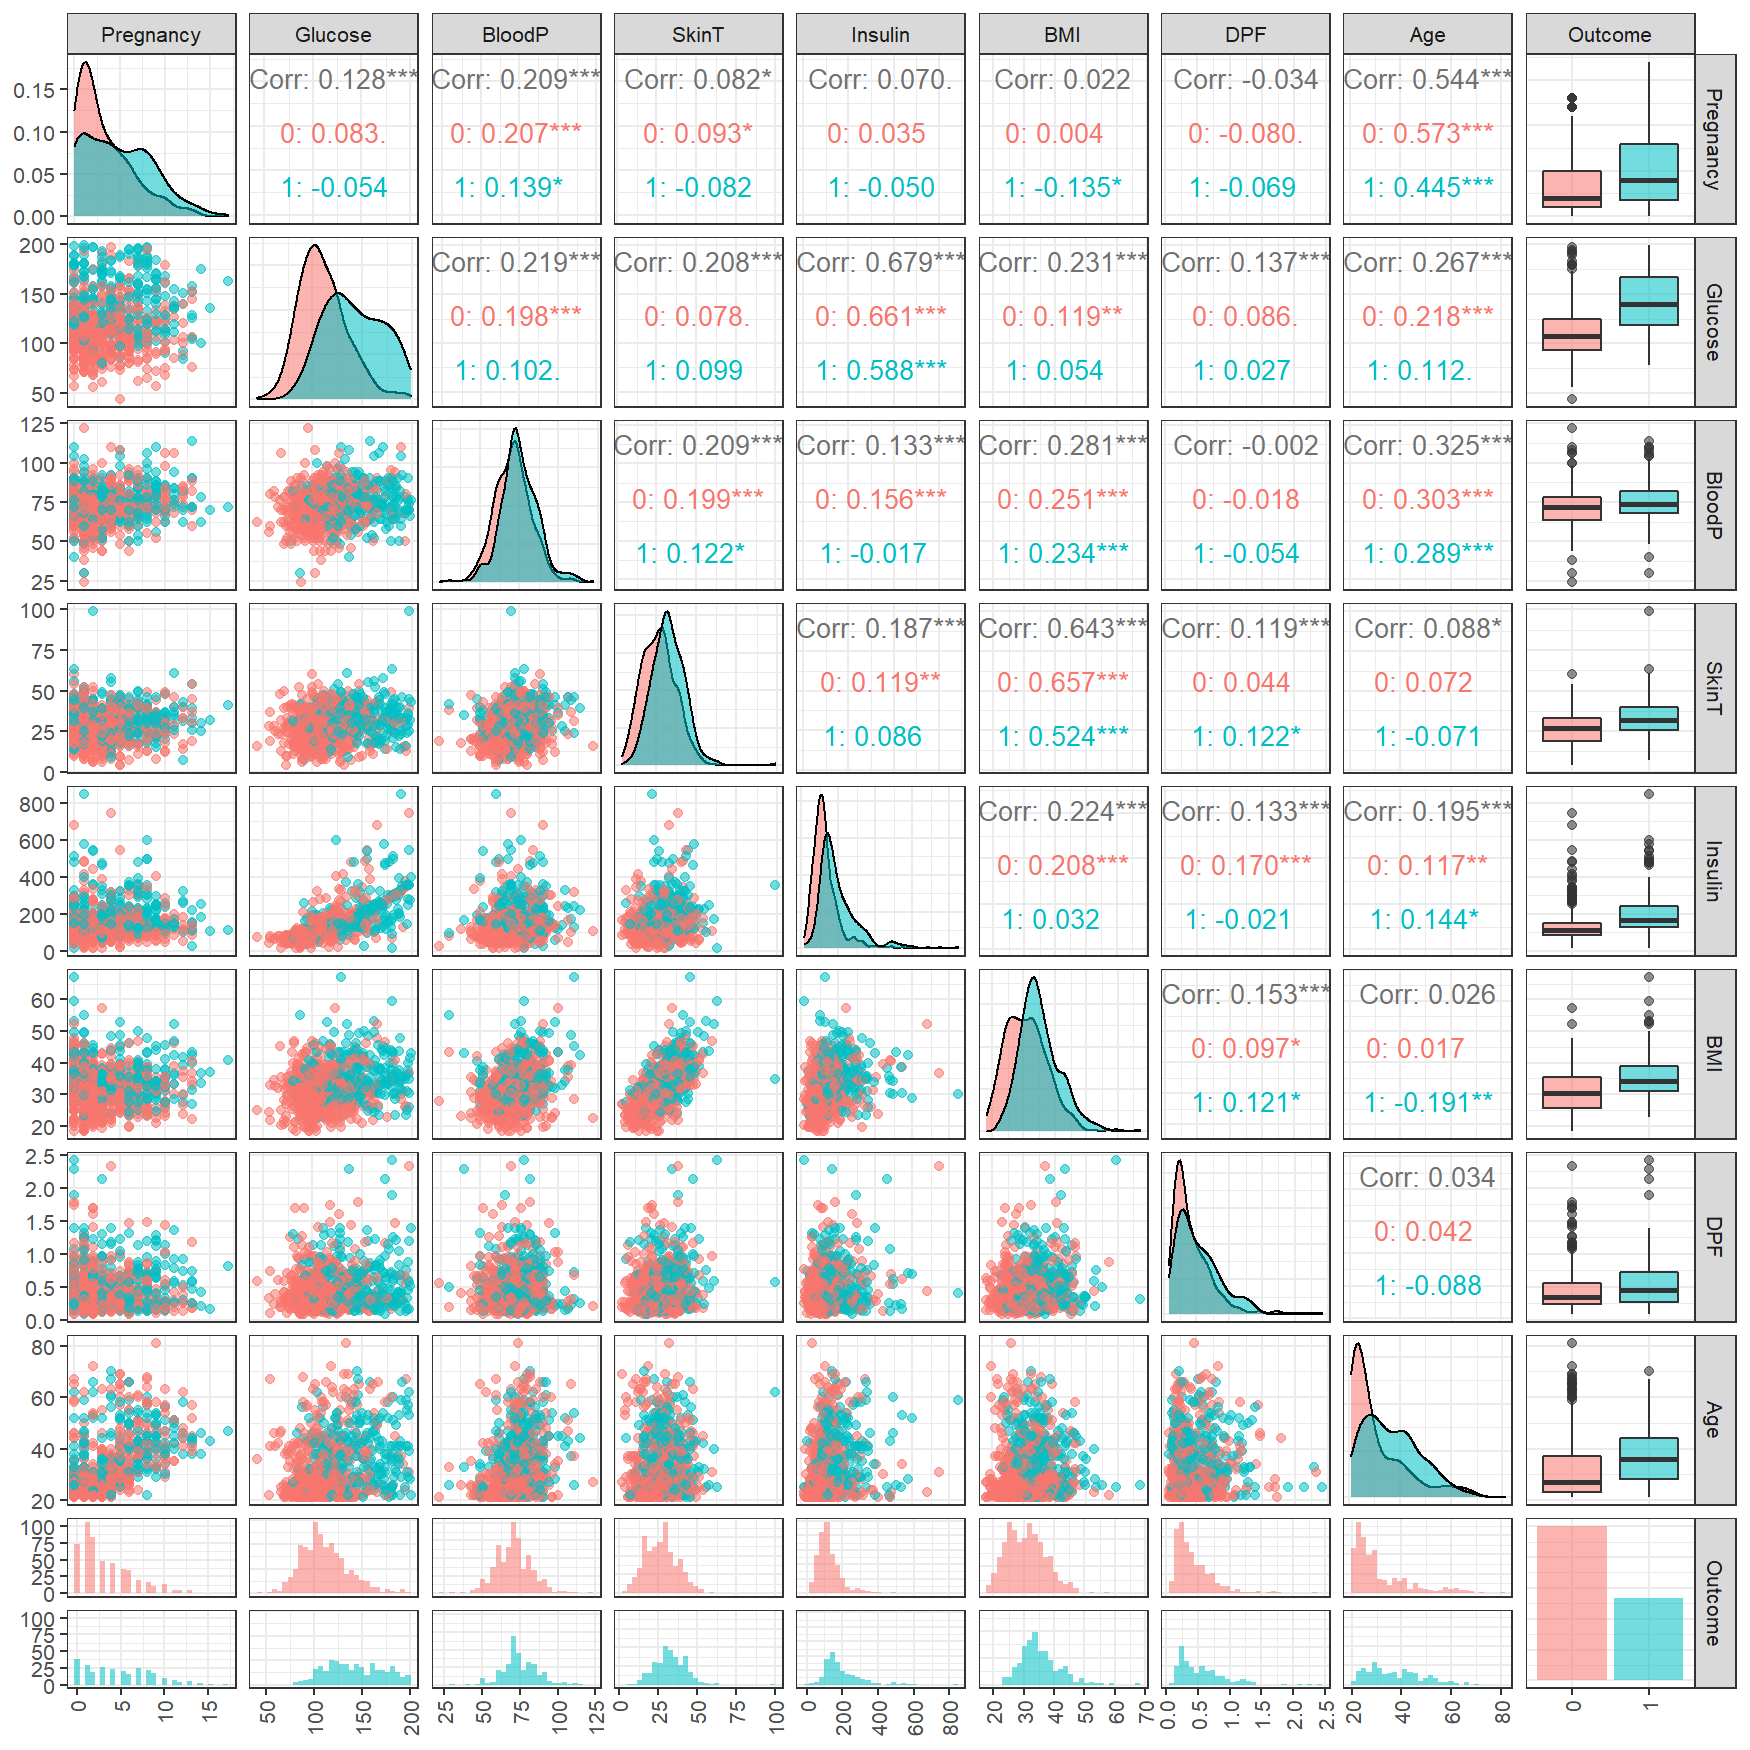 Pregnancy Glucose BloodP SkinT Insulin BMI DPF Age Outcome
Corr: 0.128*** Corr: 0.209*** Corr: 0.082* Corr: 0.070. Corr: 0.022 Corr: -0.034 Corr: 0.544***
0.15
0: 0.083. 0: 0.207*** 0: 0.093* 0: 0.035 0: 0.004 0: -0.080. 0: 0.573***
0.10
Pregnancy
0.05
1: -0.054 1: 0.139* 1: -0.082 1: -0.050 1: -0.135* 1: -0.069 1: 0.445***
0.00
200
Corr: 0.219*** Corr: 0.208*** Corr: 0.679*** Corr: 0.231*** Corr: 0.137*** Corr: 0.267***
150
0: 0.198*** 0: 0.078. 0: 0.661*** 0: 0.119** 0: 0.086. 0: 0.218***
Glucose
100
1: 0.102. 1: 0.099 1: 0.588*** 1: 0.054 1: 0.027 1: 0.112.
50
125
Corr: 0.209*** Corr: 0.133*** Corr: 0.281*** Corr: -0.002 Corr: 0.325***
100
0: 0.199*** 0: 0.156*** 0: 0.251*** 0: -0.018 0: 0.303***
75
BloodP
50
1: 0.122* 1: -0.017 1: 0.234*** 1: -0.054 1: 0.289***
25
100
Corr: 0.187*** Corr: 0.643*** Corr: 0.119*** Corr: 0.088*
75
0: 0.119** 0: 0.657*** 0: 0.044 0: 0.072
50
SkinT
25
1: 0.086 1: 0.524*** 1: 0.122* 1: -0.071
0
800
Corr: 0.224*** Corr: 0.133*** Corr: 0.195***
600
0: 0.208*** 0: 0.170*** 0: 0.117**
400
Insulin
200
1: 0.032 1: -0.021 1: 0.144*
0
60
Corr: 0.153*** Corr: 0.026
50
0: 0.097* 0: 0.017
40
BMI
30
1: 0.121* 1: -0.191**
20
2.5
Corr: 0.034
2.0
1.5
0: 0.042
DPF
1.0
0.5
1: -0.088
0.0
80
60
Age
40
20
100
75
50
25
0
Outcome
100
75
50
25
0
0 5 10 15 50 100 150 200 25 50 75 100 125 0 25 50 75 100 0 200 400 600 800 20 30 40 50 60 70 0.0 0.5 1.0 1.5 2.0 2.5 20 40 60 80 0 1